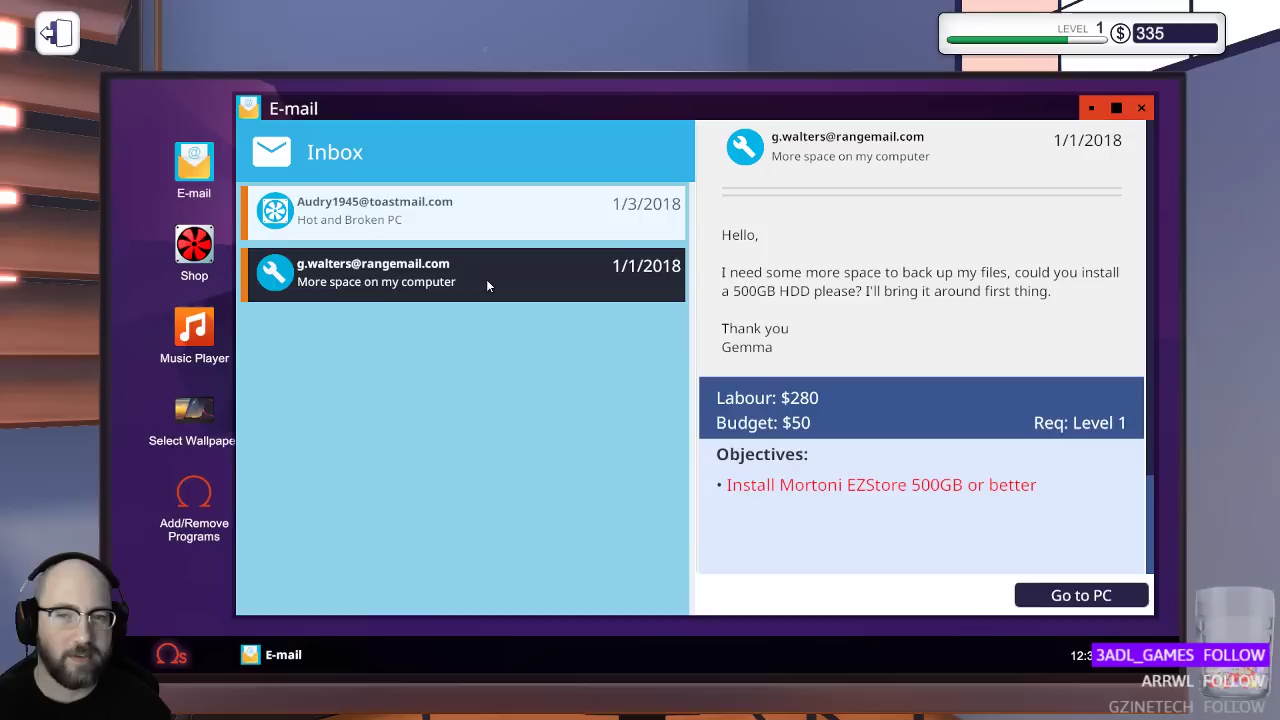 LEVEL 1 $ 335
E-mail
Inbox
Audry1945@toastmail.com 1/3/2018
Hot and Broken PC
g.walters@rangemail.com 1/1/2018
More space on my computer
g.walters@rangemail.com 1/1/2018
More space on my computer
Hello,
I need some more space to back up my files, could you install
a 500GB HDD please? I'll bring it around first thing.
Thank you
Gemma
Labour: $280
Budget: $50 Req: Level 1
Objectives:
• Install Mortoni EZStore 500GB or better
Go to PC
E-mail
Shop
Music Player
Select Wallpape
Add/Remove
Programs
E-mail
12:3
3ADL_GAMES FOLLOW
ARRWL FOLLOW
GZINETECH FOLLOW